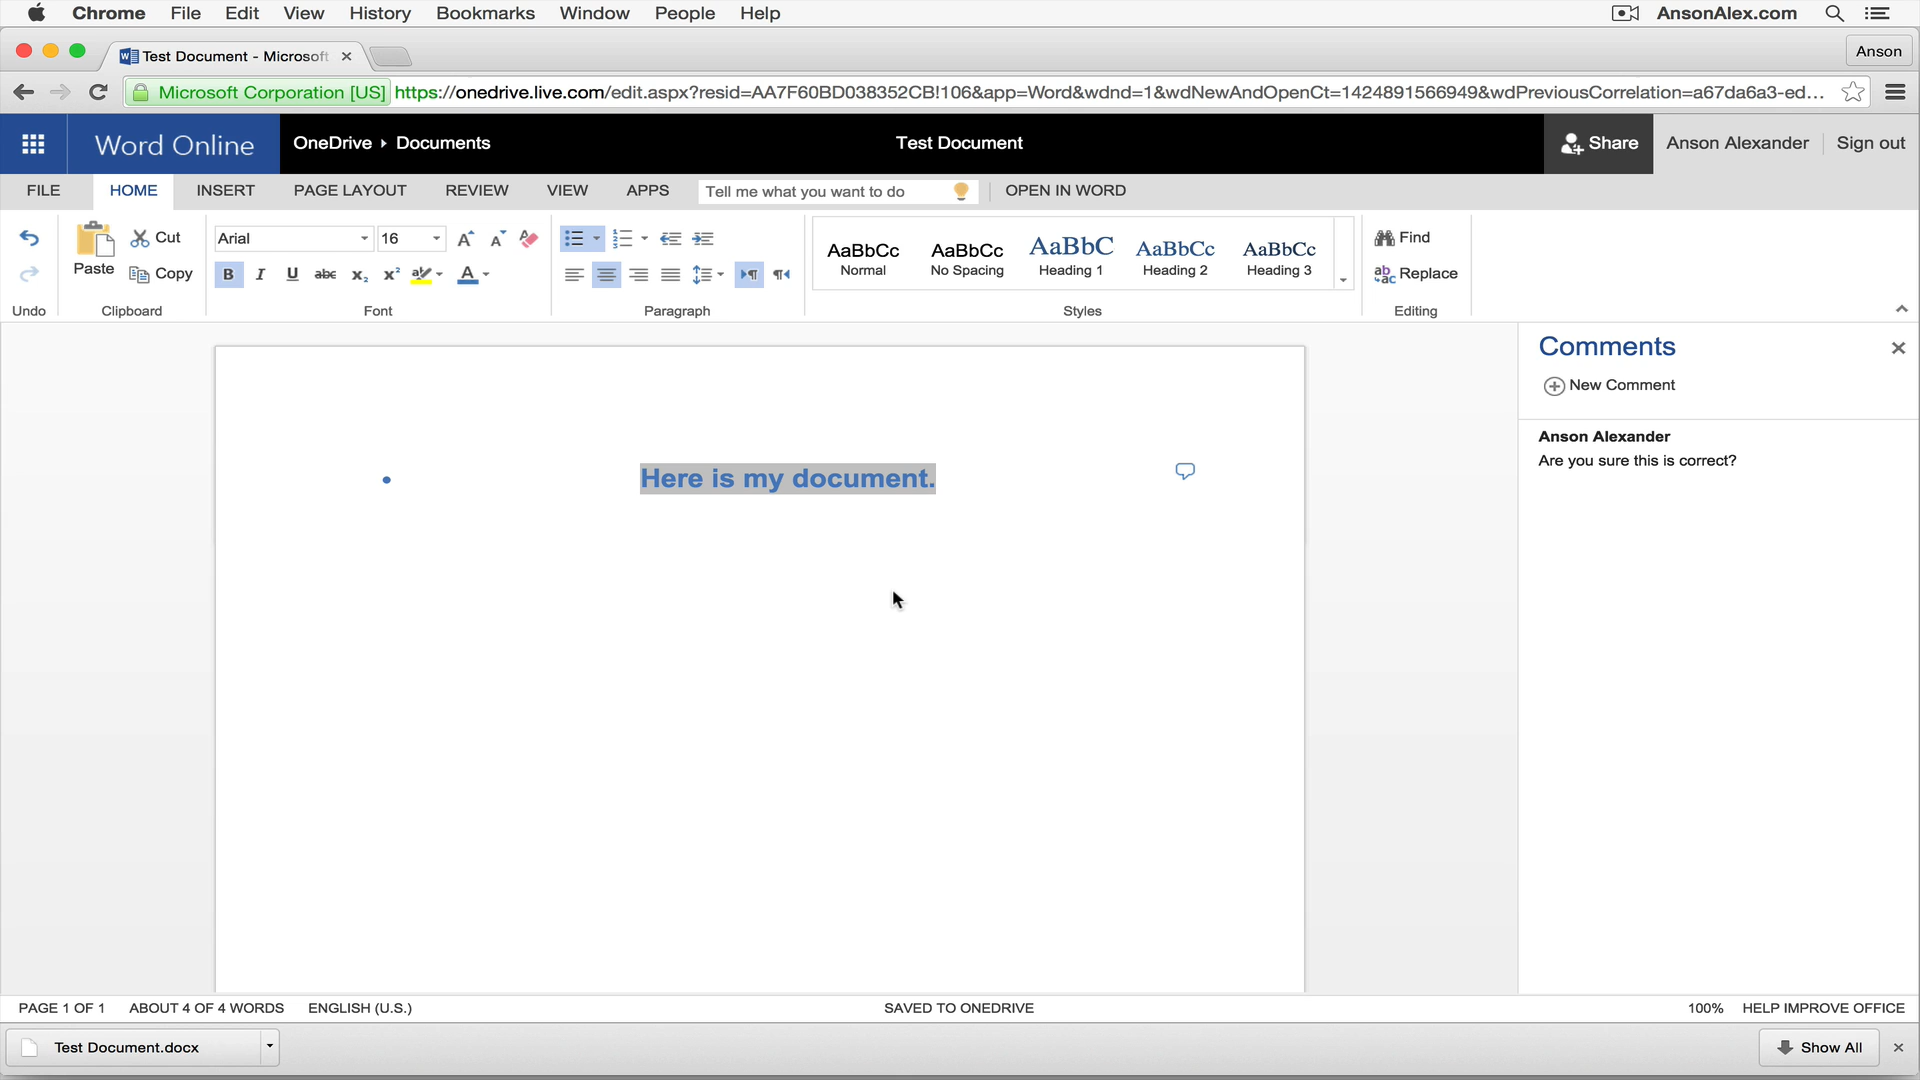 Chrome File Edit View History Bookmarks Window People Help AnsonAlex.com
Test Document - Microsoft Anson
Microsoft Corporation [US] https://onedrive.live.com/edit.aspx?resid=AA7F60BD038352CB!106&app=Word&wdnd=1&wdNewAndOpenCt=1424891566949&wdPreviousCorrelation=a67da6a3-ed...
Word Online OneDrive Documents Test Document Share Anson Alexander Sign out
FILE HOME INSERT PAGE LAYOUT REVIEW VIEW APPS Tell me what you want to do OPEN IN WORD
Paste Cut Copy
Arial 16
B I U abc x₂ x² A
AaBbCc AaBbCc AaBbC AaBbCc AaBbCc
Normal No Spacing Heading 1 Heading 2 Heading 3
Find
Replace
Undo Clipboard Font Paragraph Styles Editing
Comments
New Comment
Anson Alexander
Are you sure this is correct?
• Here is my document.
PAGE 1 OF 1 ABOUT 4 OF 4 WORDS ENGLISH (U.S.) SAVED TO ONEDRIVE 100% HELP IMPROVE OFFICE
Test Document.docx Show All